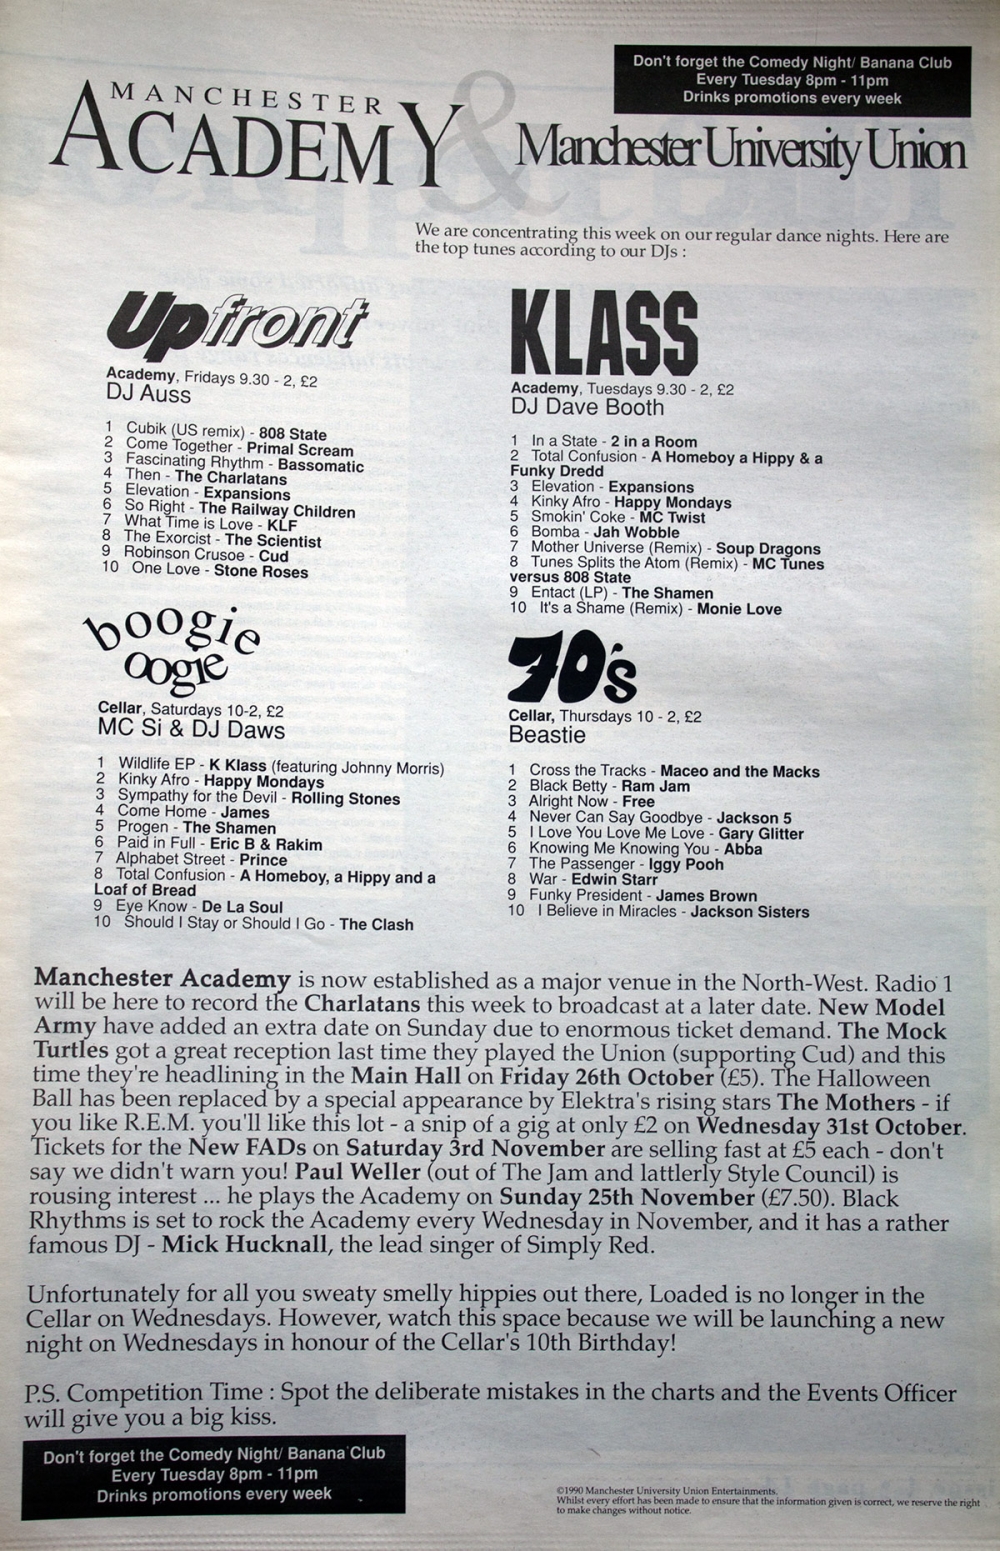 Don't forget the Comedy Night/ Banana Club
Every Tuesday 8pm - 11pm
Drinks promotions every week
MANCHESTER
ACADEMY
&
Manchester University Union
We are concentrating this week on our regular dance nights. Here are
the top tunes according to our DJs :
Upfront
Academy, Fridays 9.30 - 2, £2
DJ Auss
1 Cubik (US remix) - 808 State
2 Come Together - Primal Scream
3 Fascinating Rhythm - Bassomatic
4 Then - The Charlatans
5 Elevation - Expansions
6 So Right - The Railway Children
7 What Time is Love - KLF
8 The Exorcist - The Scientist
9 Robinson Crusoe - Cud
10 One Love - Stone Roses
KLASS
Academy, Tuesdays 9.30 - 2, £2
DJ Dave Booth
1 In a State - 2 in a Room
2 Total Confusion - A Homeboy a Hippy & a
Funky Dredd
3 Elevation - Expansions
4 Kinky Afro - Happy Mondays
5 Smokin' Coke - MC Twist
6 Bomba - Jah Wobble
7 Mother Universe (Remix) - Soup Dragons
8 Tunes Splits the Atom (Remix) - MC Tunes
versus 808 State
9 Entact (LP) - The Shamen
10 It's a Shame (Remix) - Monie Love
boogie
oogie
Cellar, Saturdays 10-2, £2
MC Si & DJ Daws
1 Wildlife EP - K Klass (featuring Johnny Morris)
2 Kinky Afro - Happy Mondays
3 Sympathy for the Devil - Rolling Stones
4 Come Home - James
5 Progen - The Shamen
6 Paid in Full - Eric B & Rakim
7 Alphabet Street - Prince
8 Total Confusion - A Homeboy, a Hippy and a
Loaf of Bread
9 Eye Know - De La Soul
10 Should I Stay or Should I Go - The Clash
70's
Cellar, Thursdays 10 - 2, £2
Beastie
1 Cross the Tracks - Maceo and the Macks
2 Black Betty - Ram Jam
3 Alright Now - Free
4 Never Can Say Goodbye - Jackson 5
5 I Love You Love Me Love - Gary Glitter
6 Knowing Me Knowing You - Abba
7 The Passenger - Iggy Pooh
8 War - Edwin Starr
9 Funky President - James Brown
10 I Believe in Miracles - Jackson Sisters
Manchester Academy is now established as a major venue in the North-West. Radio 1
will be here to record the Charlatans this week to broadcast at a later date. New Model
Army have added an extra date on Sunday due to enormous ticket demand. The Mock
Turtles got a great reception last time they played the Union (supporting Cud) and this
time they're headlining in the Main Hall on Friday 26th October (£5). The Halloween
Ball has been replaced by a special appearance by Elektra's rising stars The Mothers - if
you like R.E.M. you'll like this lot - a snip of a gig at only £2 on Wednesday 31st October.
Tickets for the New FADs on Saturday 3rd November are selling fast at £5 each - don't
say we didn't warn you! Paul Weller (out of The Jam and lattlerly Style Council) is
rousing interest ... he plays the Academy on Sunday 25th November (£7.50). Black
Rhythms is set to rock the Academy every Wednesday in November, and it has a rather
famous DJ - Mick Hucknall, the lead singer of Simply Red.
Unfortunately for all you sweaty smelly hippies out there, Loaded is no longer in the
Cellar on Wednesdays. However, watch this space because we will be launching a new
night on Wednesdays in honour of the Cellar's 10th Birthday!
P.S. Competition Time : Spot the deliberate mistakes in the charts and the Events Officer
will give you a big kiss.
Don't forget the Comedy Night/ Banana Club
Every Tuesday 8pm - 11pm
Drinks promotions every week
©1990 Manchester University Union Entertainments.
Whilst every effort has been made to ensure that the information given is correct, we reserve the right
to make changes without notice.